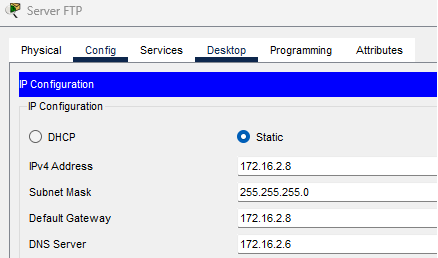 Server FTP
Physical Config Services Desktop Programming Attributes
IP Configuration
IP Configuration
DHCP Static
IPv4 Address 172.16.2.8
Subnet Mask 255.255.255.0
Default Gateway 172.16.2.8
DNS Server 172.16.2.6